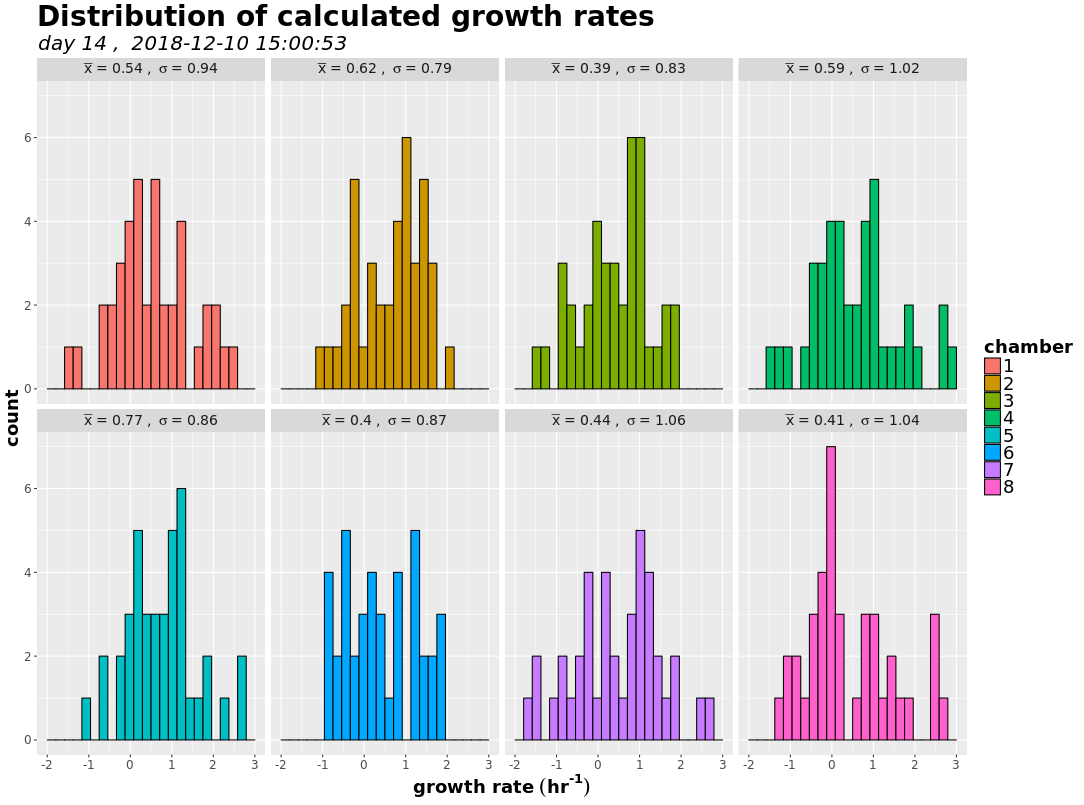 Distribution of calculated growth rates
day 14 ,  2018-12-10 15:00:53
x̅ = 0.54 ,  σ = 0.94
x̅ = 0.62 ,  σ = 0.79
x̅ = 0.39 ,  σ = 0.83
x̅ = 0.59 ,  σ = 1.02
6
4
2
0
x̅ = 0.77 ,  σ = 0.86
x̅ = 0.4 ,  σ = 0.87
x̅ = 0.44 ,  σ = 1.06
x̅ = 0.41 ,  σ = 1.04
6
4
2
0
-2 -1 0 1 2 3
-2 -1 0 1 2 3
-2 -1 0 1 2 3
-2 -1 0 1 2 3
count
growth rate (hr⁻¹)
chamber
1
2
3
4
5
6
7
8